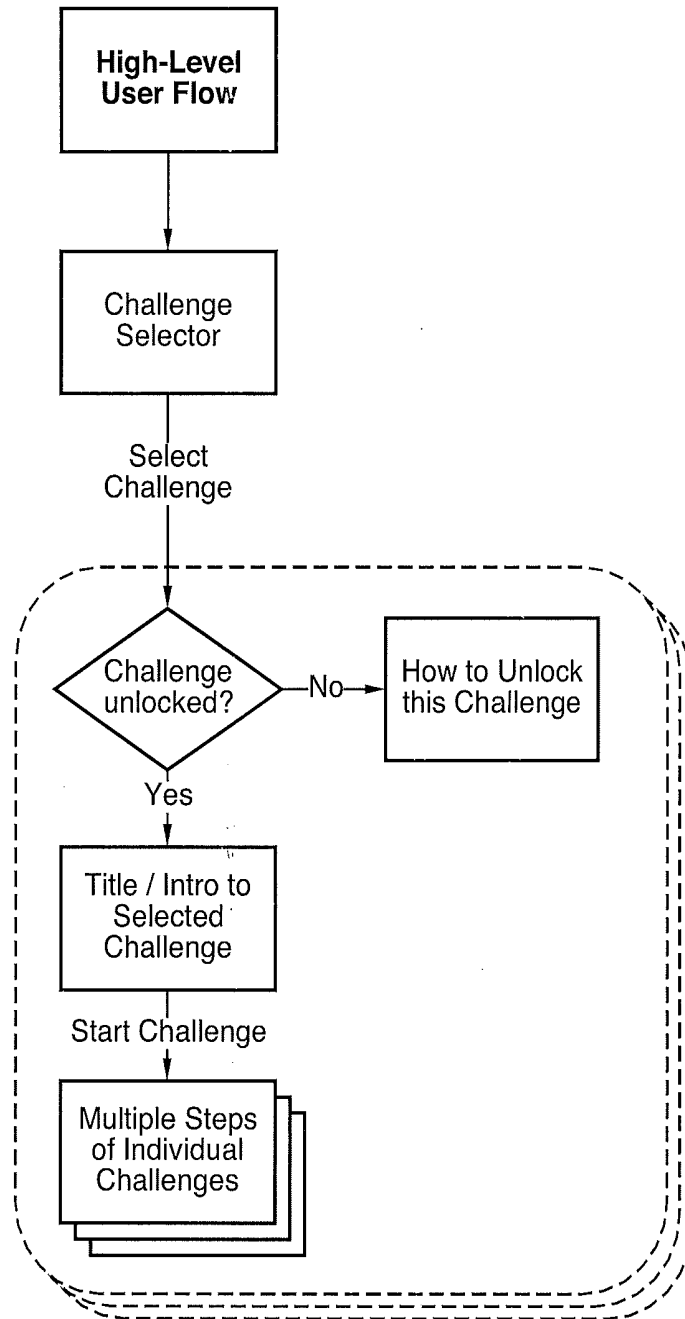 High-Level
User Flow
Challenge
Selector
Select
Challenge
Challenge
unlocked?
No
How to Unlock
this Challenge
Yes
Title / Intro to
Selected
Challenge
Start Challenge
Multiple Steps
of Individual
Challenges